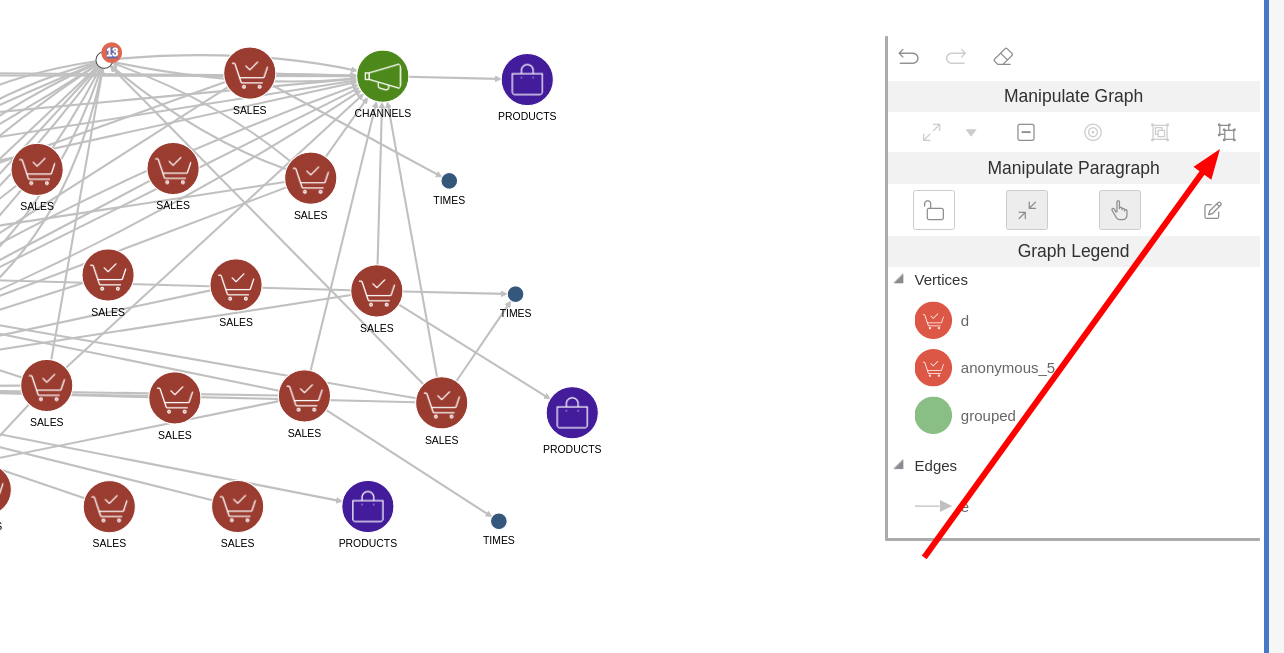 13
SALES
CHANNELS
PRODUCTS
SALES
SALES
SALES
TIMES
SALES
SALES
SALES
TIMES
SALES
SALES
SALES
SALES
PRODUCTS
SALES
SALES
PRODUCTS
TIMES
Manipulate Graph
Manipulate Paragraph
Graph Legend
Vertices
d
anonymous_5
grouped
Edges
e